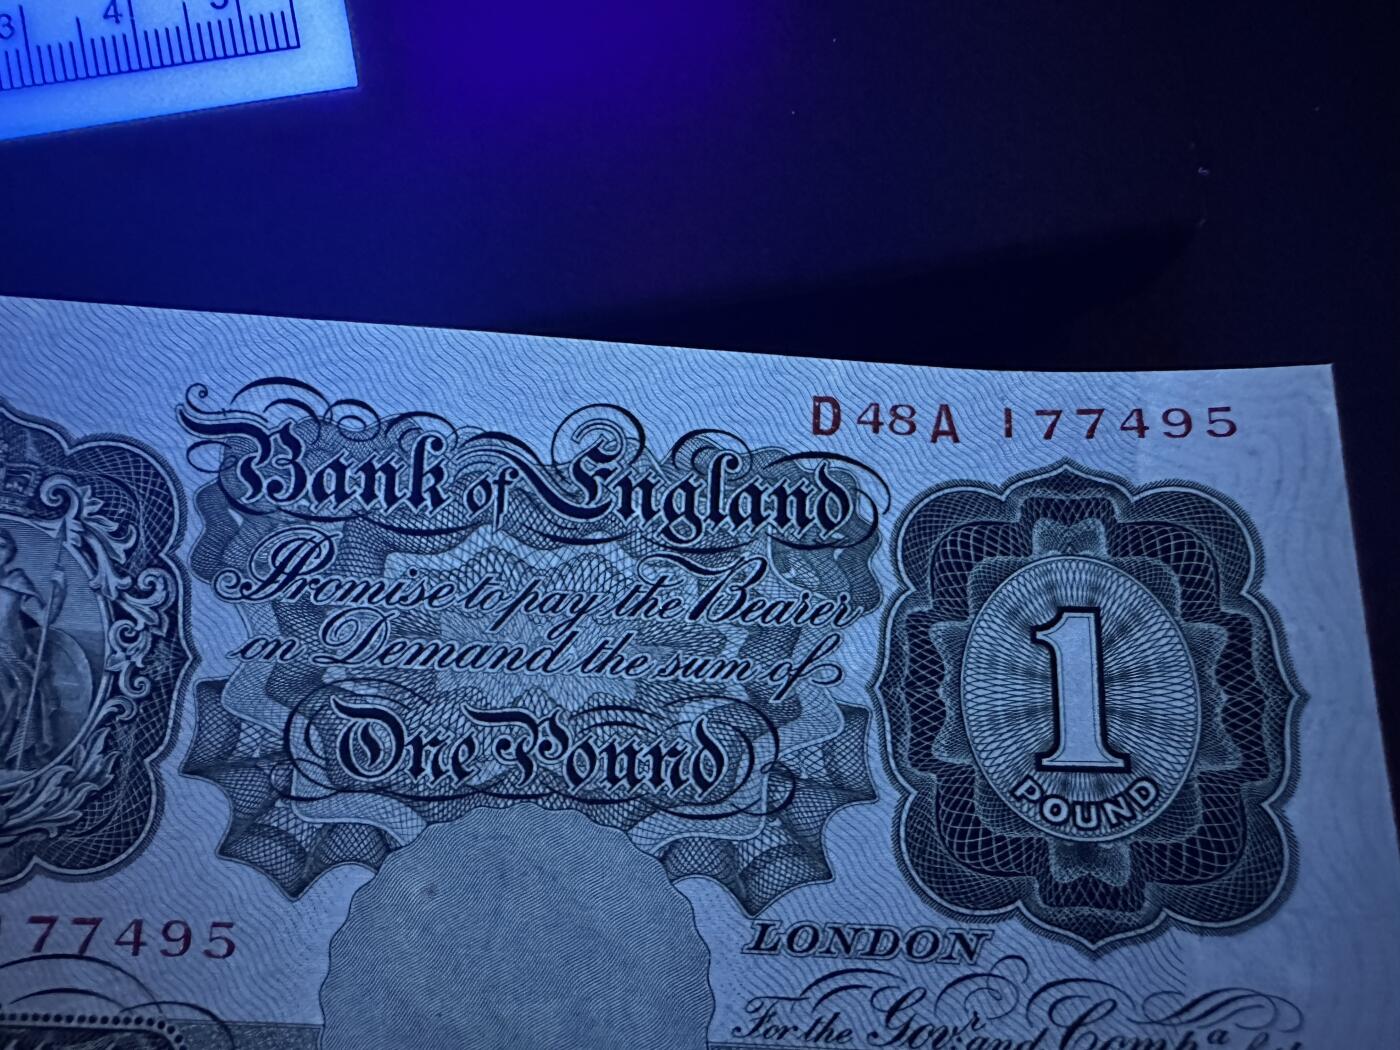 3 4 5
D48A 177495
Bank of England
Promise to pay the Bearer
on Demand the sum of
One Pound
1
POUND
77495
LONDON
For the Govr: and Compa